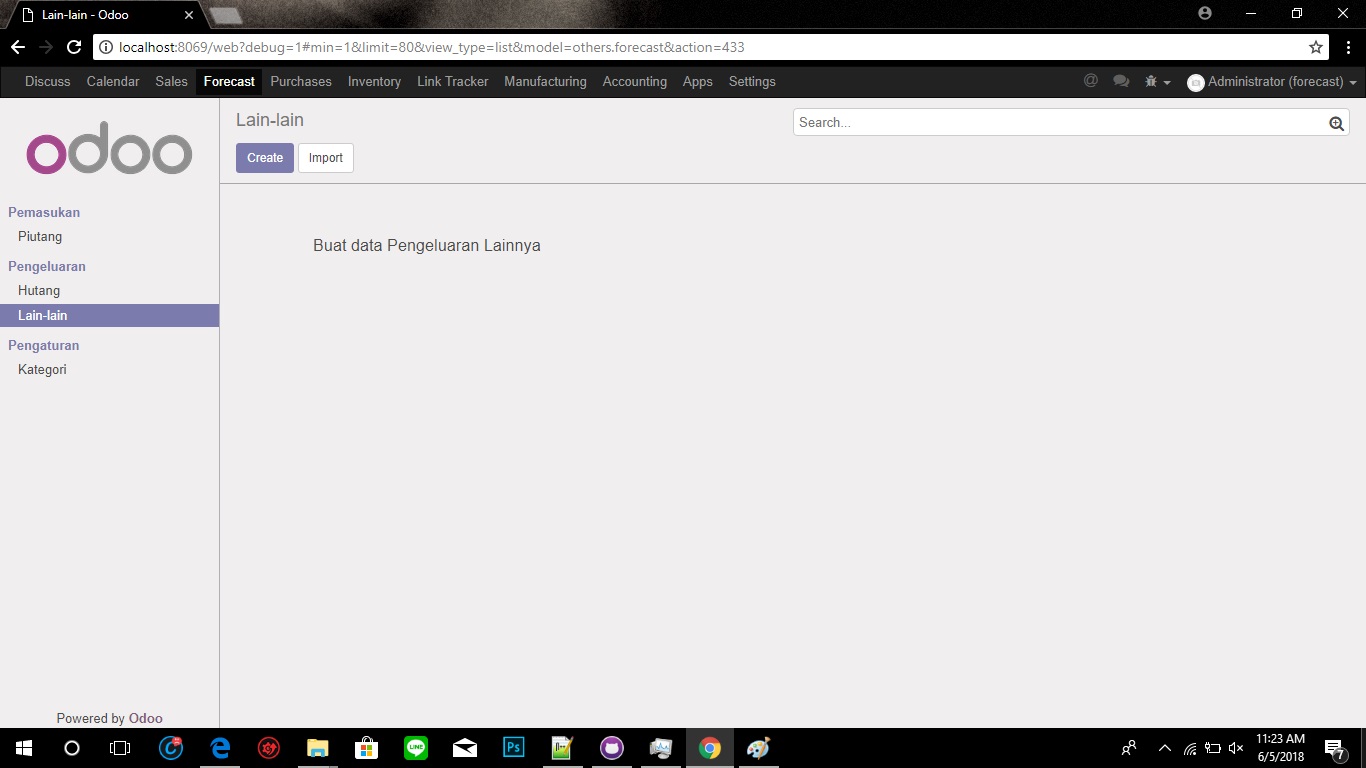 Lain-lain - Odoo
localhost:8069/web?debug=1#min=1&limit=80&view_type=list&model=others.forecast&action=433
Discuss Calendar Sales Forecast Purchases Inventory Link Tracker Manufacturing Accounting Apps Settings @ Administrator (forecast)
odoo
Lain-lain
Search...
Create Import
Pemasukan
Piutang
Pengeluaran
Hutang
Lain-lain
Pengaturan
Kategori
Buat data Pengeluaran Lainnya
Powered by Odoo
LINE
Ps
11:23 AM
6/5/2018
7